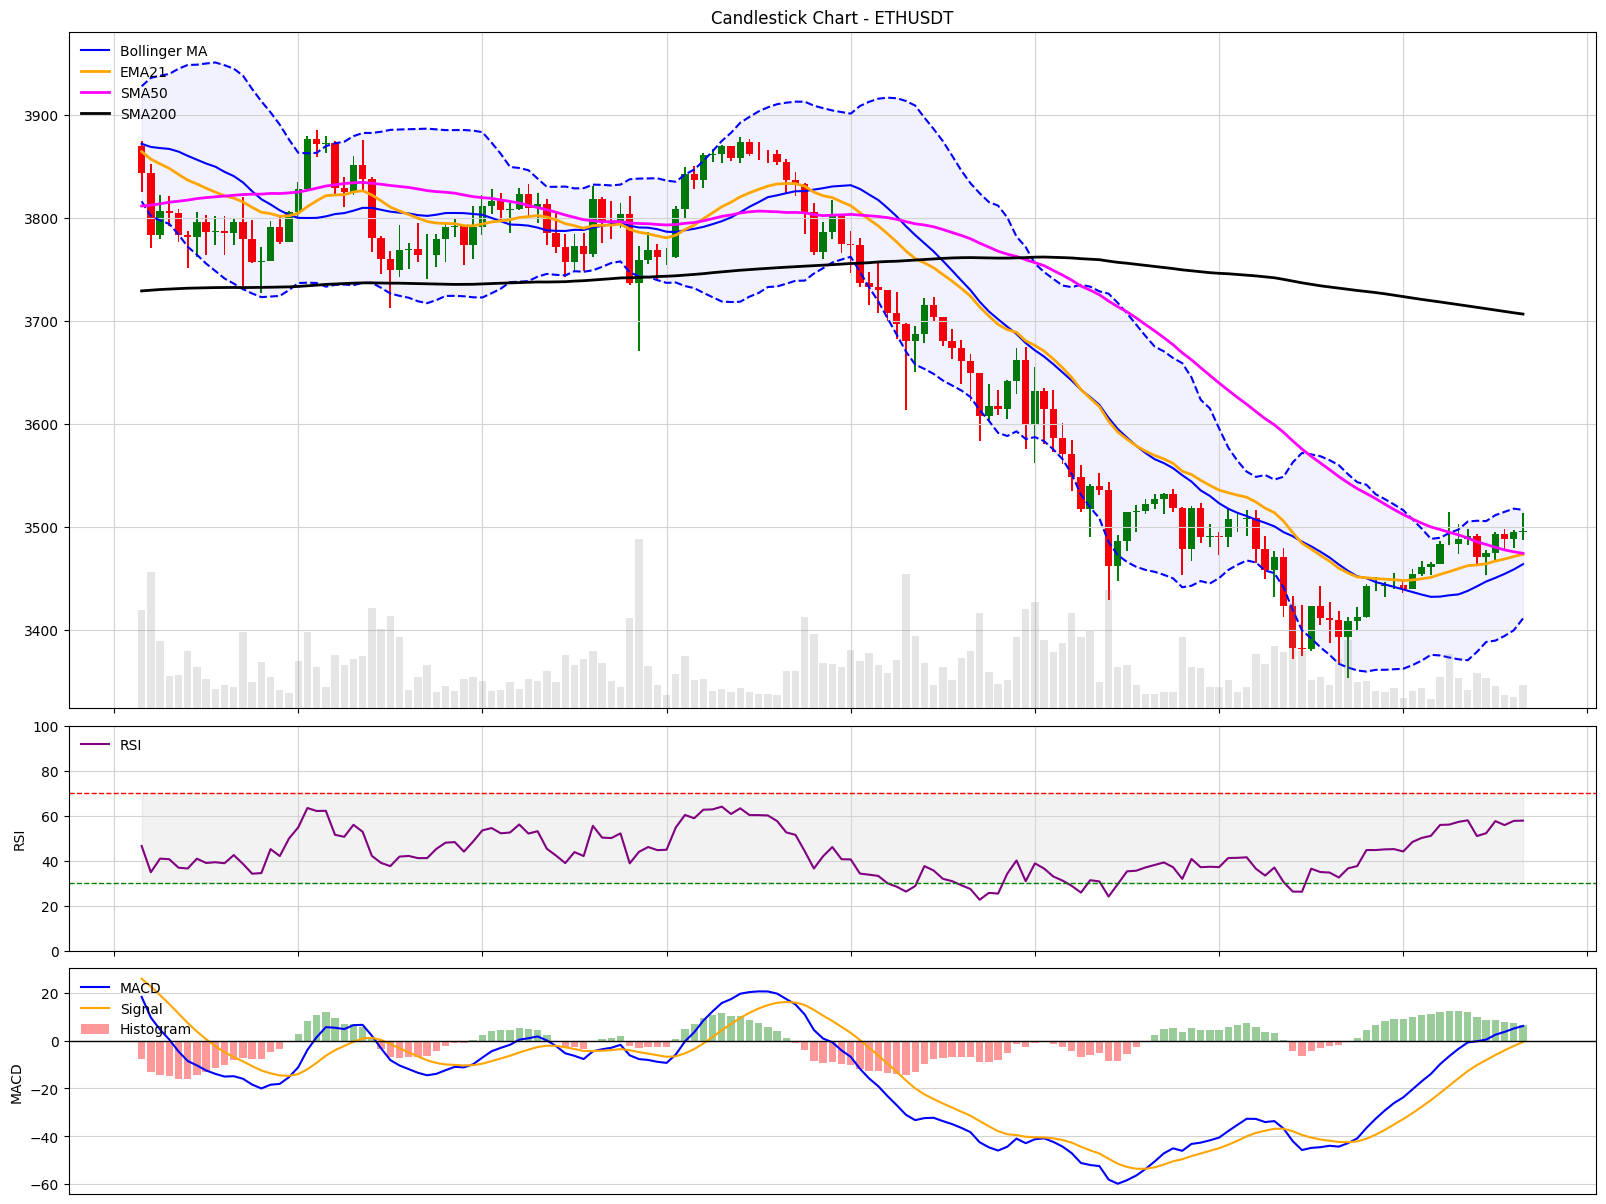 Candlestick Chart - ETHUSDT
Bollinger MA
EMA21
SMA50
SMA200
3900
3800
3700
3600
3500
3400
RSI
100
80
60
40
20
0
RSI
MACD
Signal
Histogram
20
0
−20
−40
−60
MACD